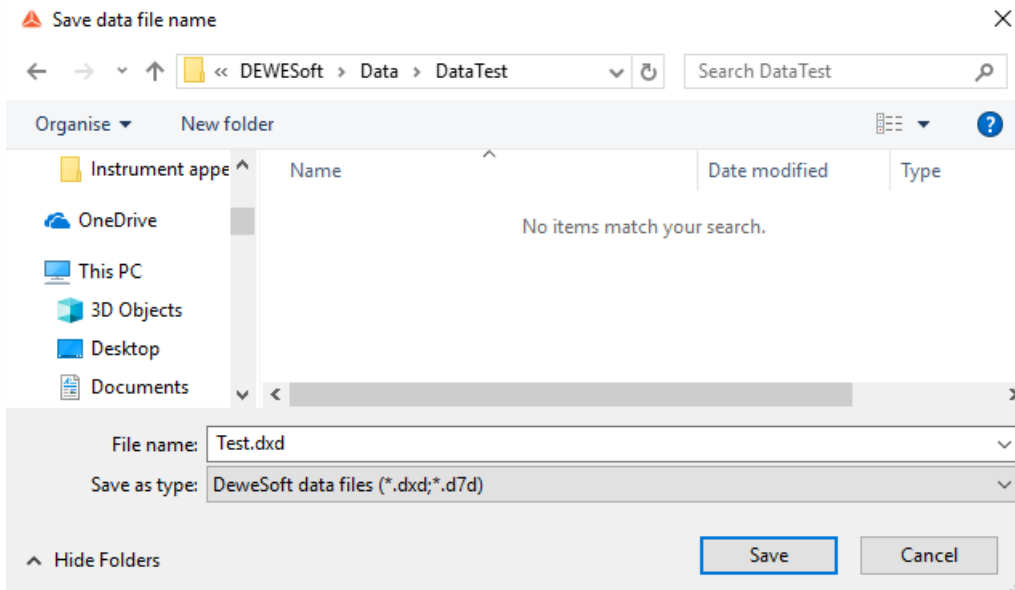 Save data file name
« DEWESoft > Data > DataTest
Search DataTest
Organise
New folder
Instrument appe
Name
Date modified
Type
OneDrive
No items match your search.
This PC
3D Objects
Desktop
Documents
File name: Test.dxd
Save as type: DeweSoft data files (*.dxd;*.d7d)
Hide Folders
Save
Cancel